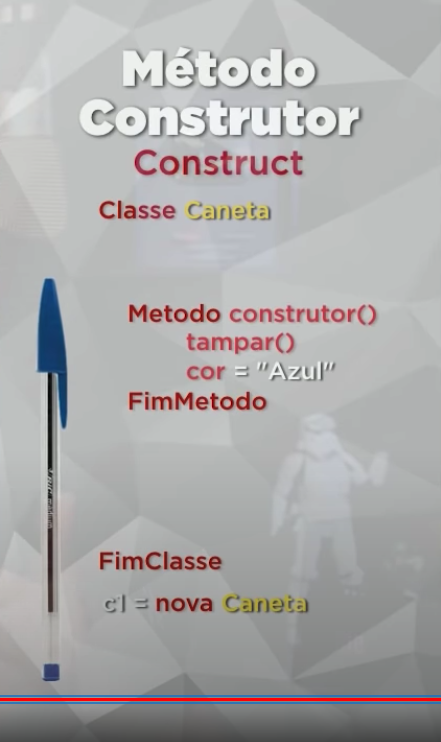 Método
Construtor
Construct
Classe Caneta
Metodo construtor()
tampar()
cor = "Azul"
FimMetodo
FimClasse
c1 = nova Caneta